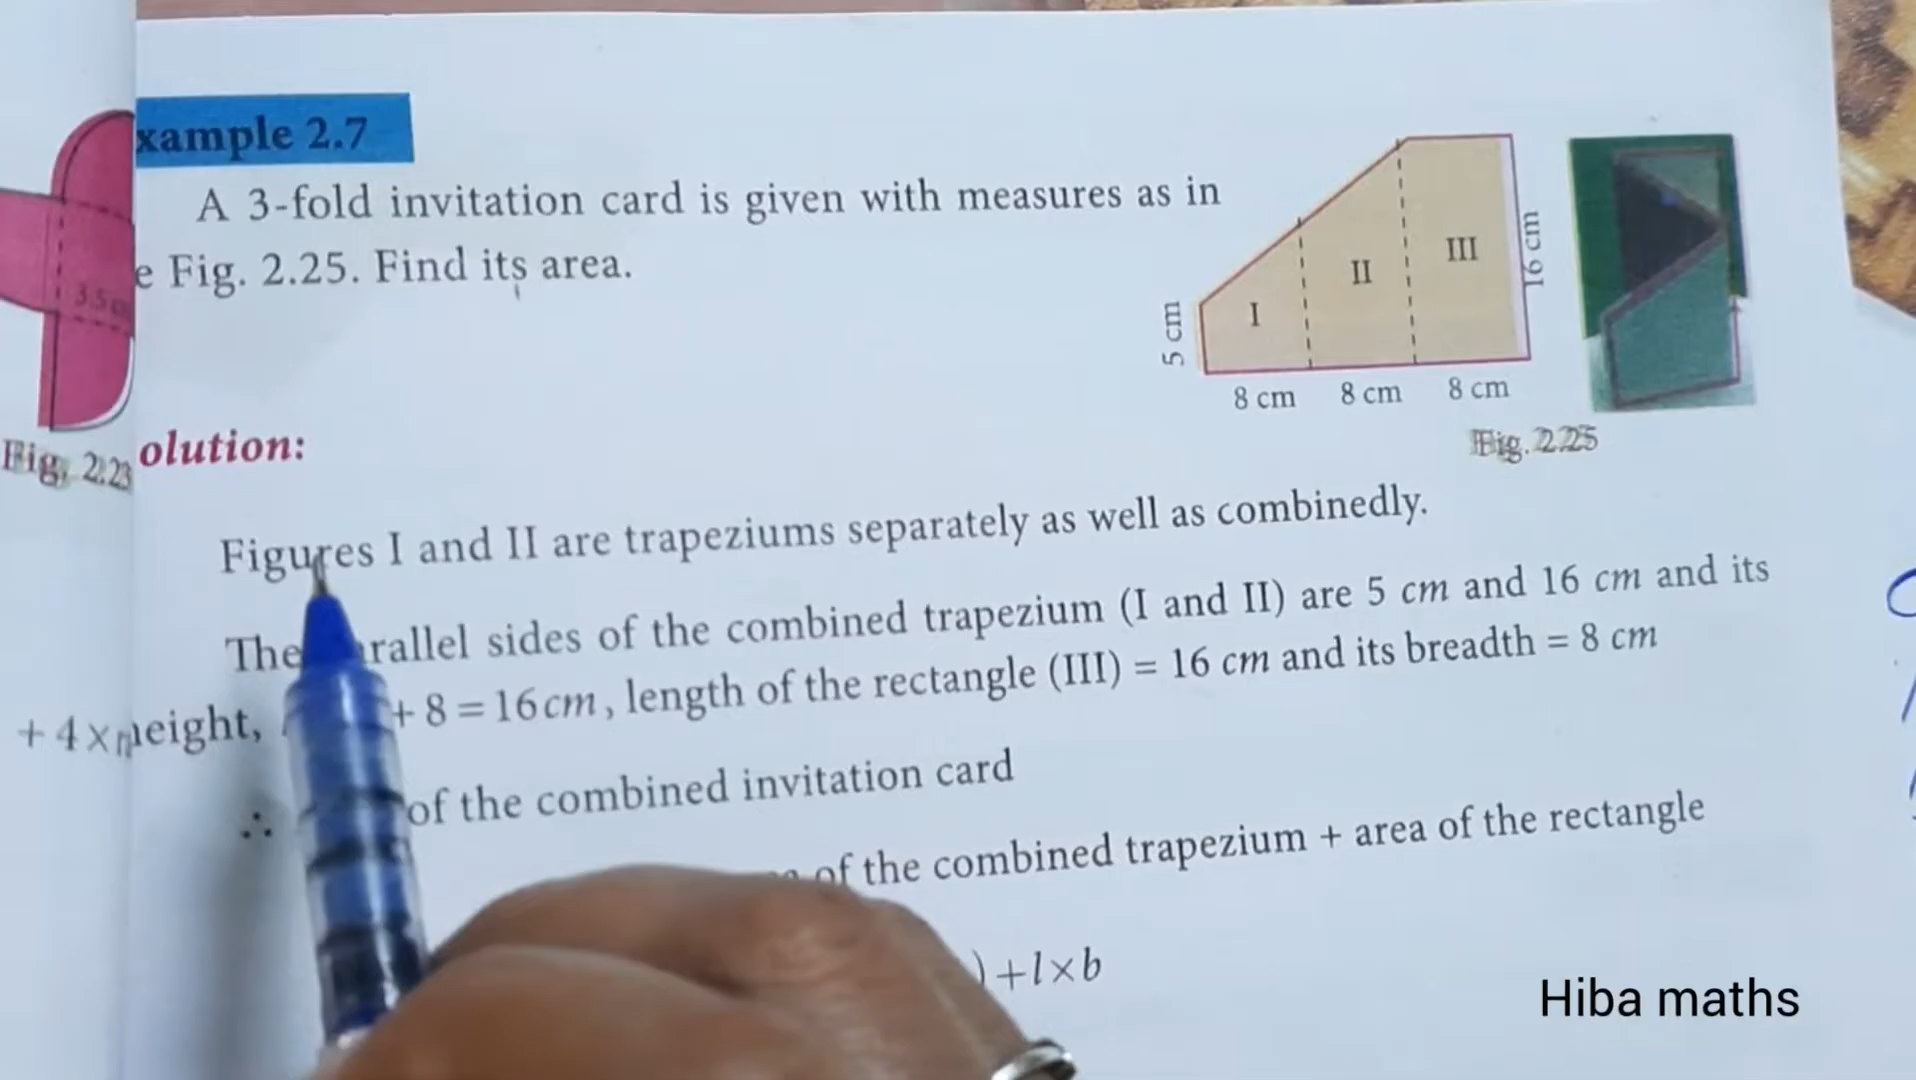 xample 2.7
A 3-fold invitation card is given with measures as in
e Fig. 2.25. Find its area.
I
II
III
5 cm
16 cm
8 cm 8 cm 8 cm
Fig. 2.25
3.5
Fig. 2.23
olution:
Figures I and II are trapeziums separately as well as combinedly.
The rallel sides of the combined trapezium (I and II) are 5 cm and 16 cm and its
+ 4 ×
height, + 8 = 16 cm, length of the rectangle (III) = 16 cm and its breadth = 8 cm
∴ of the combined invitation card
of the combined trapezium + area of the rectangle
) + l × b
Hiba maths